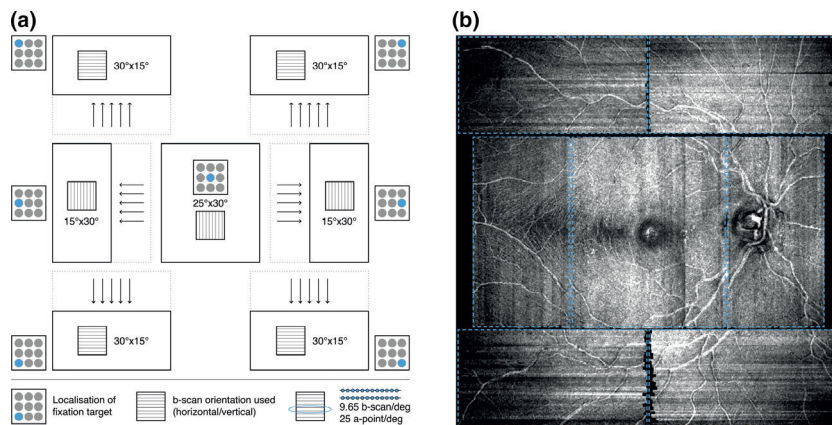 (a)
(b)
30°x15°
30°x15°
15°x30°
25°x30°
15°x30°
30°x15°
30°x15°
Localisation of
fixation target
b-scan orientation used
(horizontal/vertical)
9.65 b-scan/deg
25 a-point/deg